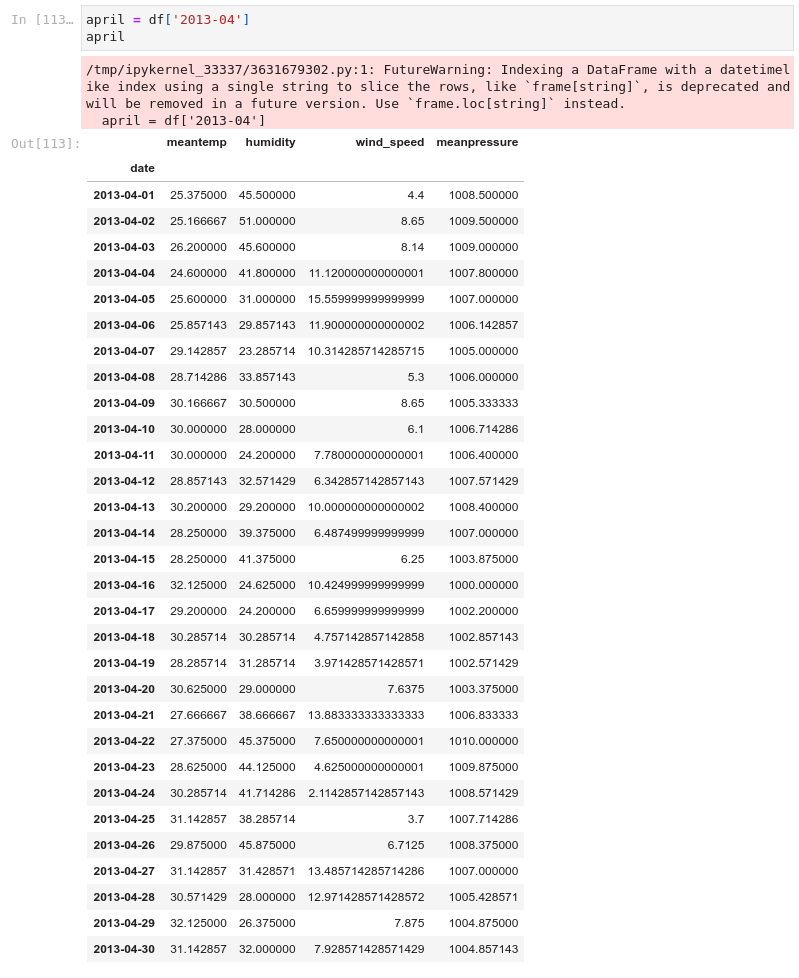 In [113…
april = df['2013-04']
april
/tmp/ipykernel_33337/3631679302.py:1: FutureWarning: Indexing a DataFrame with a datetimel
ike index using a single string to slice the rows, like `frame[string]`, is deprecated and
will be removed in a future version. Use `frame.loc[string]` instead.
  april = df['2013-04']
Out[113]:
meantemp humidity wind_speed meanpressure
date
2013-04-01 25.375000 45.500000 4.4 1008.500000
2013-04-02 25.166667 51.000000 8.65 1009.500000
2013-04-03 26.200000 45.600000 8.14 1009.000000
2013-04-04 24.600000 41.800000 11.120000000000001 1007.800000
2013-04-05 25.600000 31.000000 15.559999999999999 1007.000000
2013-04-06 25.857143 29.857143 11.900000000000002 1006.142857
2013-04-07 29.142857 23.285714 10.314285714285715 1005.000000
2013-04-08 28.714286 33.857143 5.3 1006.000000
2013-04-09 30.166667 30.500000 8.65 1005.333333
2013-04-10 30.000000 28.000000 6.1 1006.714286
2013-04-11 30.000000 24.200000 7.780000000000001 1006.400000
2013-04-12 28.857143 32.571429 6.342857142857143 1007.571429
2013-04-13 30.200000 29.200000 10.000000000000002 1008.400000
2013-04-14 28.250000 39.375000 6.487499999999999 1007.000000
2013-04-15 28.250000 41.375000 6.25 1003.875000
2013-04-16 32.125000 24.625000 10.424999999999999 1000.000000
2013-04-17 29.200000 24.200000 6.659999999999999 1002.200000
2013-04-18 30.285714 30.285714 4.757142857142858 1002.857143
2013-04-19 28.285714 31.285714 3.971428571428571 1002.571429
2013-04-20 30.625000 29.000000 7.6375 1003.375000
2013-04-21 27.666667 38.666667 13.883333333333333 1006.833333
2013-04-22 27.375000 45.375000 7.650000000000001 1010.000000
2013-04-23 28.625000 44.125000 4.625000000000001 1009.875000
2013-04-24 30.285714 41.714286 2.1142857142857143 1008.571429
2013-04-25 31.142857 38.285714 3.7 1007.714286
2013-04-26 29.875000 45.875000 6.7125 1008.375000
2013-04-27 31.142857 31.428571 13.485714285714286 1007.000000
2013-04-28 30.571429 28.000000 12.971428571428572 1005.428571
2013-04-29 32.125000 26.375000 7.875 1004.875000
2013-04-30 31.142857 32.000000 7.928571428571429 1004.857143